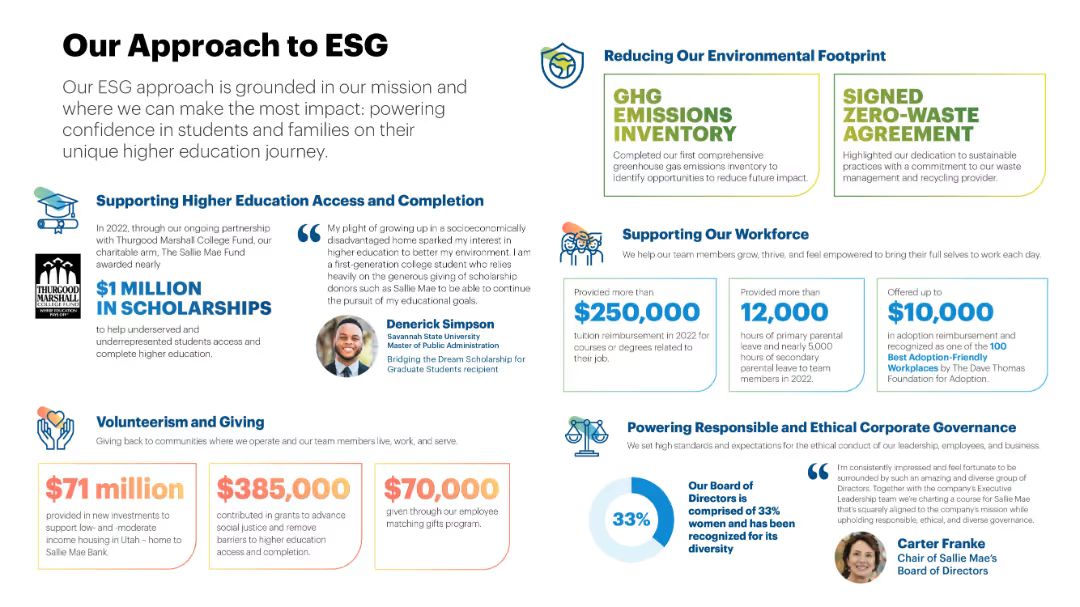 Our Approach to ESG
Our ESG approach is grounded in our mission and
where we can make the most impact: powering
confidence in students and families on their
unique higher education journey.
Supporting Higher Education Access and Completion
In 2022, through our ongoing partnership
with Thurgood Marshall College Fund, our
charitable arm, The Sallie Mae Fund
awarded nearly
$1 MILLION
IN SCHOLARSHIPS
to help underserved and
underrepresented students access and
complete higher education.
THURGOOD
MARSHALL
COLLEGE FUND
WHERE EDUCATION
PAYS OFF
“
My plight of growing up in a socioeconomically
disadvantaged home sparked my interest in
higher education to better my environment. I am
a first-generation college student who relies
heavily on the generous giving of scholarship
donors such as Sallie Mae to be able to continue
the pursuit of my educational goals.
Denerick Simpson
Savannah State University
Master of Public Administration
Bridging the Dream Scholarship for
Graduate Students recipient
Volunteerism and Giving
Giving back to communities where we operate and our team members live, work, and serve.
$71 million
provided in new investments to
support low- and -moderate
income housing in Utah – home to
Sallie Mae Bank.
$385,000
contributed in grants to advance
social justice and remove
barriers to higher education
access and completion.
$70,000
given through our employee
matching gifts program.
Reducing Our Environmental Footprint
GHG
EMISSIONS
INVENTORY
Completed our first comprehensive
greenhouse gas emissions inventory to
identify opportunities to reduce future impact.
SIGNED
ZERO-WASTE
AGREEMENT
Highlighted our dedication to sustainable
practices with a commitment to our waste
management and recycling provider.
Supporting Our Workforce
We help our team members grow, thrive, and feel empowered to bring their full selves to work each day.
Provided more than
$250,000
tuition reimbursement in 2022 for
courses or degrees related to
their job.
Provided more than
12,000
hours of primary parental
leave and nearly 5,000
hours of secondary
parental leave to team
members in 2022.
Offered up to
$10,000
in adoption reimbursement and
recognized as one of the 100
Best Adoption-Friendly
Workplaces by The Dave Thomas
Foundation for Adoption.
Powering Responsible and Ethical Corporate Governance
We set high standards and expectations for the ethical conduct of our leadership, employees, and business.
33%
Our Board of
Directors is
comprised of 33%
women and has been
recognized for its
diversity
“
I'm consistently impressed and feel fortunate to be
surrounded by such an amazing and diverse group of
Directors. Together with the company's Executive
Leadership team we're charting a course for Sallie Mae
that's squarely aligned to the company's mission while
upholding responsible, ethical, and diverse governance.
Carter Franke
Chair of Sallie Mae's
Board of Directors